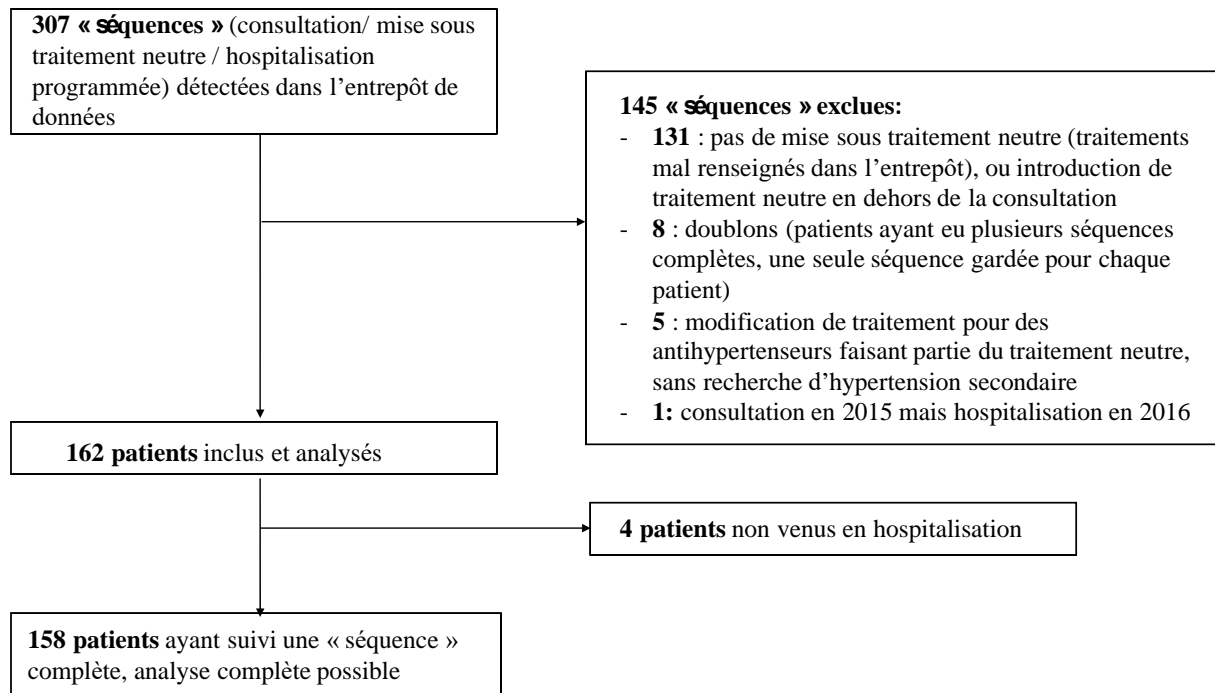 307 « séquences » (consultation/ mise sous
traitement neutre / hospitalisation
programmée) détectées dans l’entrepôt de
données
145 « séquences » exclues:
- 131 : pas de mise sous traitement neutre (traitements
mal renseignés dans l’entrepôt), ou introduction de
traitement neutre en dehors de la consultation
- 8 : doublons (patients ayant eu plusieurs séquences
complètes, une seule séquence gardée pour chaque
patient)
- 5 : modification de traitement pour des
antihypertenseurs faisant partie du traitement neutre,
sans recherche d’hypertension secondaire
- 1: consultation en 2015 mais hospitalisation en 2016
162 patients inclus et analysés
4 patients non venus en hospitalisation
158 patients ayant suivi une « séquence »
complète, analyse complète possible